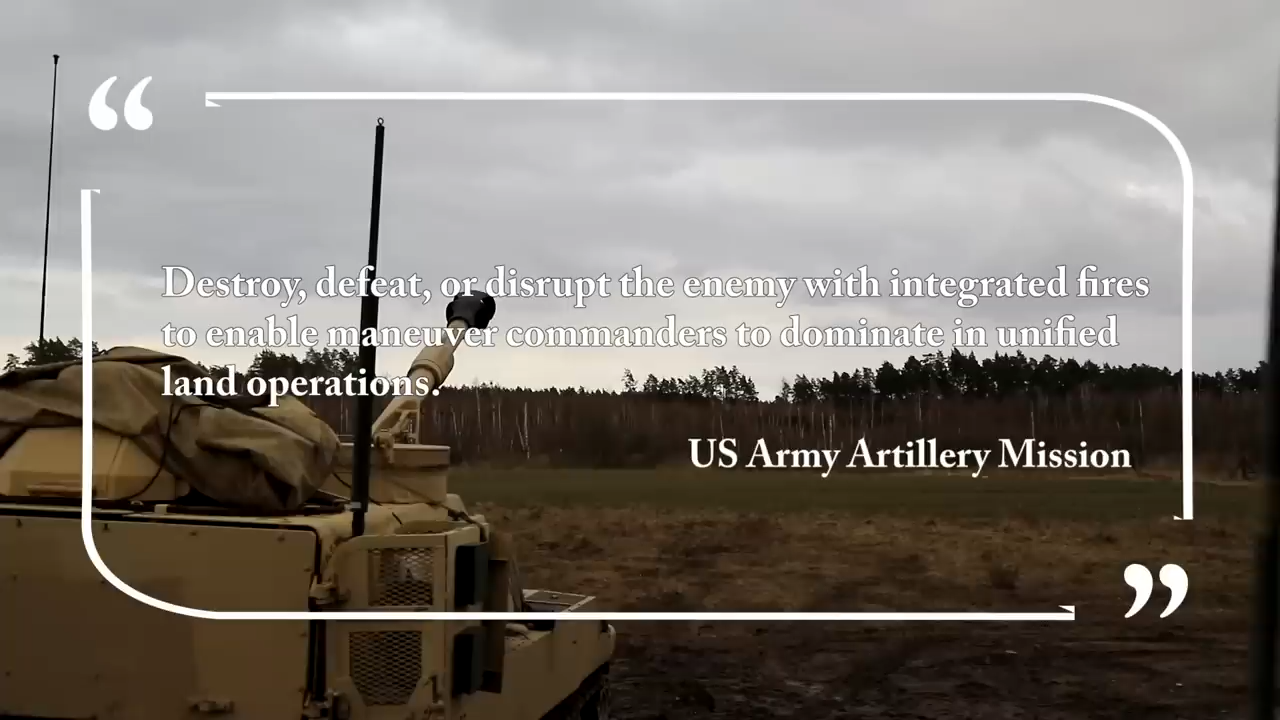 “
Destroy, defeat, or disrupt the enemy with integrated fires
to enable maneuver commanders to dominate in unified
land operations.
US Army Artillery Mission
”